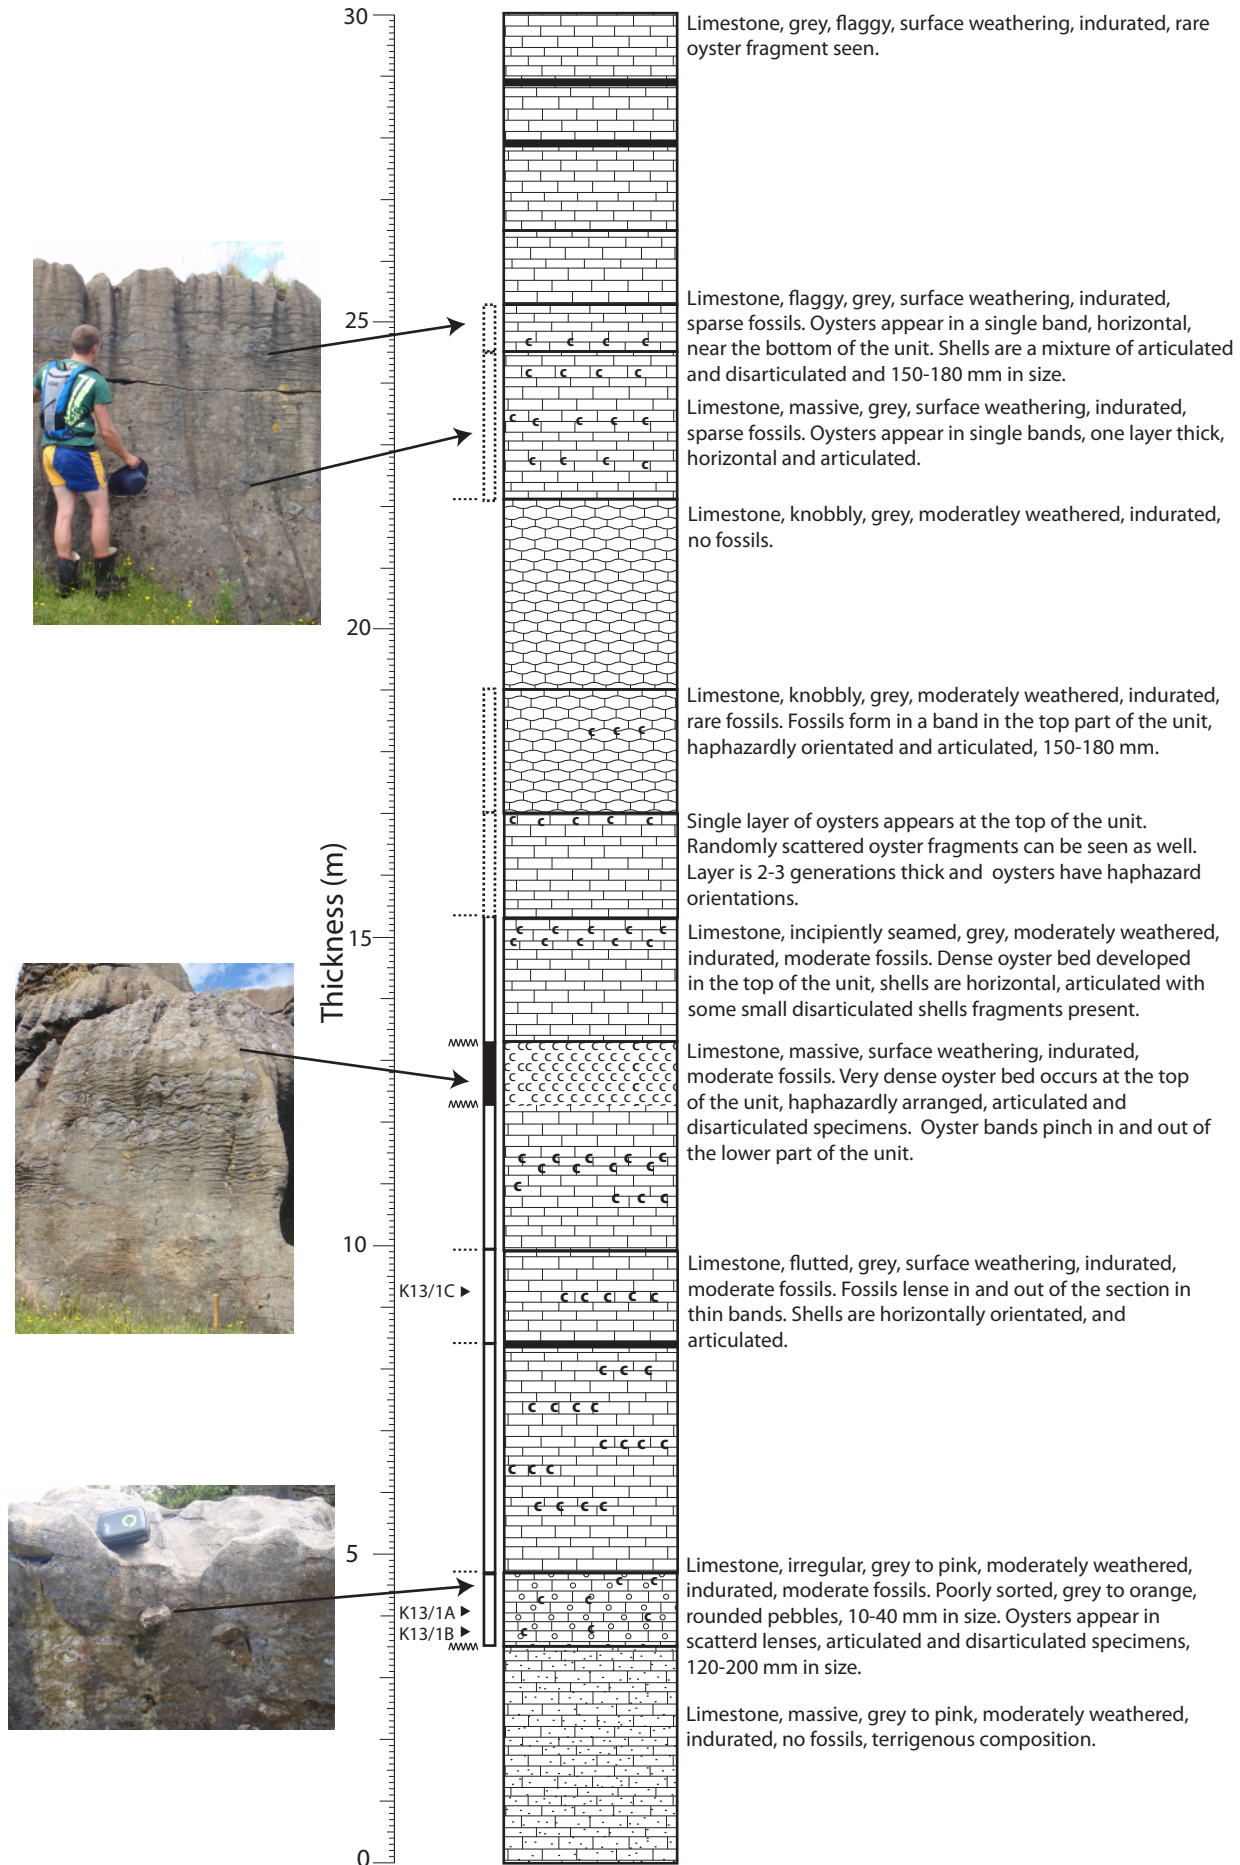 30
Limestone, grey, flaggy, surface weathering, indurated, rare
oyster fragment seen.
25
Limestone, flaggy, grey, surface weathering, indurated,
sparse fossils. Oysters appear in a single band, horizontal,
near the bottom of the unit. Shells are a mixture of articulated
and disarticulated and 150-180 mm in size.
Limestone, massive, grey, surface weathering, indurated,
sparse fossils. Oysters appear in single bands, one layer thick,
horizontal and articulated.
Limestone, knobbly, grey, moderatley weathered, indurated,
no fossils.
20
Limestone, knobbly, grey, moderately weathered, indurated,
rare fossils. Fossils form in a band in the top part of the unit,
haphazardly orientated and articulated, 150-180 mm.
Single layer of oysters appears at the top of the unit.
Randomly scattered oyster fragments can be seen as well.
Layer is 2-3 generations thick and oysters have haphazard
orientations.
Thickness (m)
15
Limestone, incipiently seamed, grey, moderately weathered,
indurated, moderate fossils. Dense oyster bed developed
in the top of the unit, shells are horizontal, articulated with
some small disarticulated shells fragments present.
Limestone, massive, surface weathering, indurated,
moderate fossils. Very dense oyster bed occurs at the top
of the unit, haphazardly arranged, articulated and
disarticulated specimens. Oyster bands pinch in and out of
the lower part of the unit.
10
K13/1C
Limestone, flutted, grey, surface weathering, indurated,
moderate fossils. Fossils lense in and out of the section in
thin bands. Shells are horizontally orientated, and
articulated.
5
Limestone, irregular, grey to pink, moderately weathered,
indurated, moderate fossils. Poorly sorted, grey to orange,
rounded pebbles, 10-40 mm in size. Oysters appear in
scatterd lenses, articulated and disarticulated specimens,
120-200 mm in size.
K13/1A
K13/1B
Limestone, massive, grey to pink, moderately weathered,
indurated, no fossils, terrigenous composition.
0